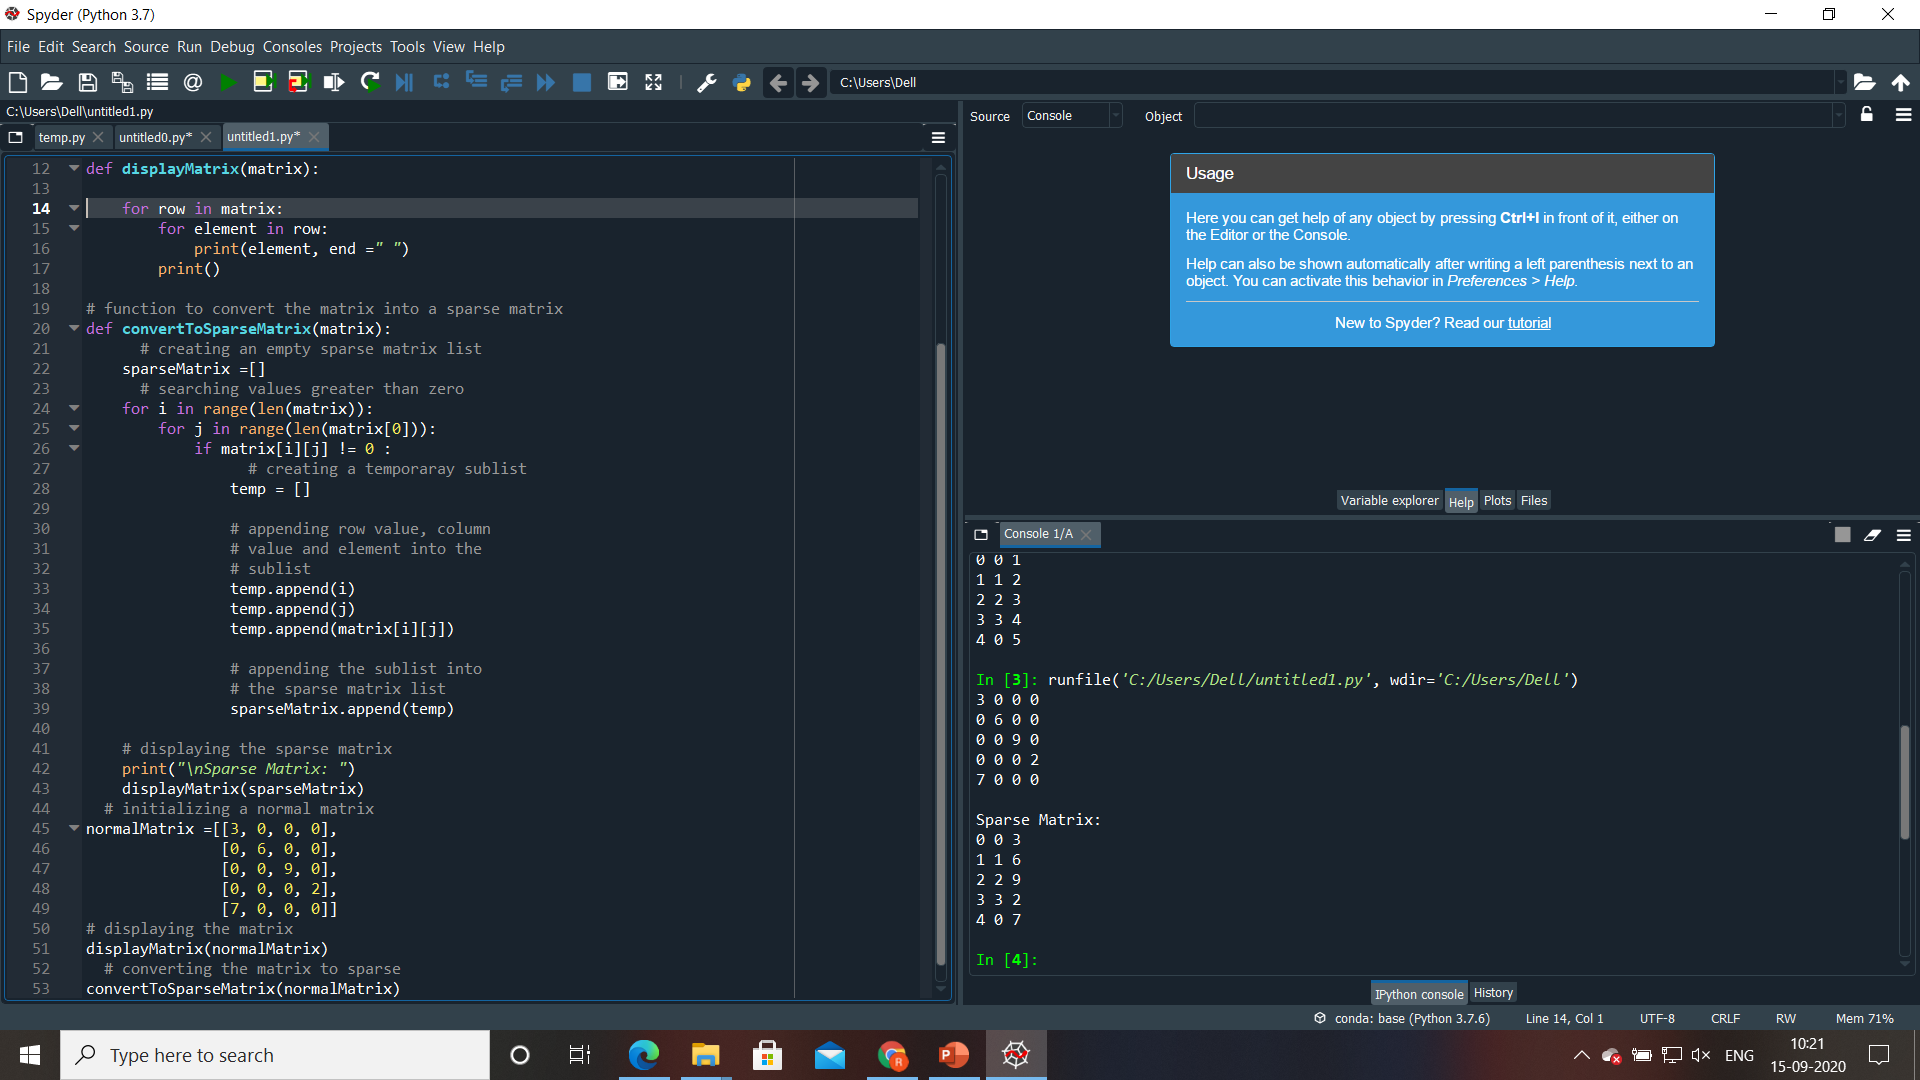 Spyder (Python 3.7)
File Edit Search Source Run Debug Consoles Projects Tools View Help
C:\Users\Dell
C:\Users\Dell\untitled1.py
temp.py untitled0.py* untitled1.py*
12 def displayMatrix(matrix):
13
14 for row in matrix:
15 for element in row:
16 print(element, end =" ")
17 print()
18
19 # function to convert the matrix into a sparse matrix
20 def convertToSparseMatrix(matrix):
21 # creating an empty sparse matrix list
22 sparseMatrix =[]
23 # searching values greater than zero
24 for i in range(len(matrix)):
25 for j in range(len(matrix[0])):
26 if matrix[i][j] != 0 :
27 # creating a temporaray sublist
28 temp = []
29
30 # appending row value, column
31 # value and element into the
32 # sublist
33 temp.append(i)
34 temp.append(j)
35 temp.append(matrix[i][j])
36
37 # appending the sublist into
38 # the sparse matrix list
39 sparseMatrix.append(temp)
40
41 # displaying the sparse matrix
42 print("\nSparse Matrix: ")
43 displayMatrix(sparseMatrix)
44 # initializing a normal matrix
45 normalMatrix =[[3, 0, 0, 0],
46 [0, 6, 0, 0],
47 [0, 0, 9, 0],
48 [0, 0, 0, 2],
49 [7, 0, 0, 0]]
50 # displaying the matrix
51 displayMatrix(normalMatrix)
52 # converting the matrix to sparse
53 convertToSparseMatrix(normalMatrix)
Source Console Object
Usage
Here you can get help of any object by pressing Ctrl+I in front of it, either on
the Editor or the Console.
Help can also be shown automatically after writing a left parenthesis next to an
object. You can activate this behavior in Preferences > Help.
New to Spyder? Read our tutorial
Variable explorer Help Plots Files
Console 1/A
0 0 1
1 1 2
2 2 3
3 3 4
4 0 5
In [3]: runfile('C:/Users/Dell/untitled1.py', wdir='C:/Users/Dell')
3 0 0 0
0 6 0 0
0 0 9 0
0 0 0 2
7 0 0 0
Sparse Matrix:
0 0 3
1 1 6
2 2 9
3 3 2
4 0 7
In [4]:
IPython console History
conda: base (Python 3.7.6) Line 14, Col 1 UTF-8 CRLF RW Mem 71%
Type here to search
R
P
ENG
10:21
15-09-2020